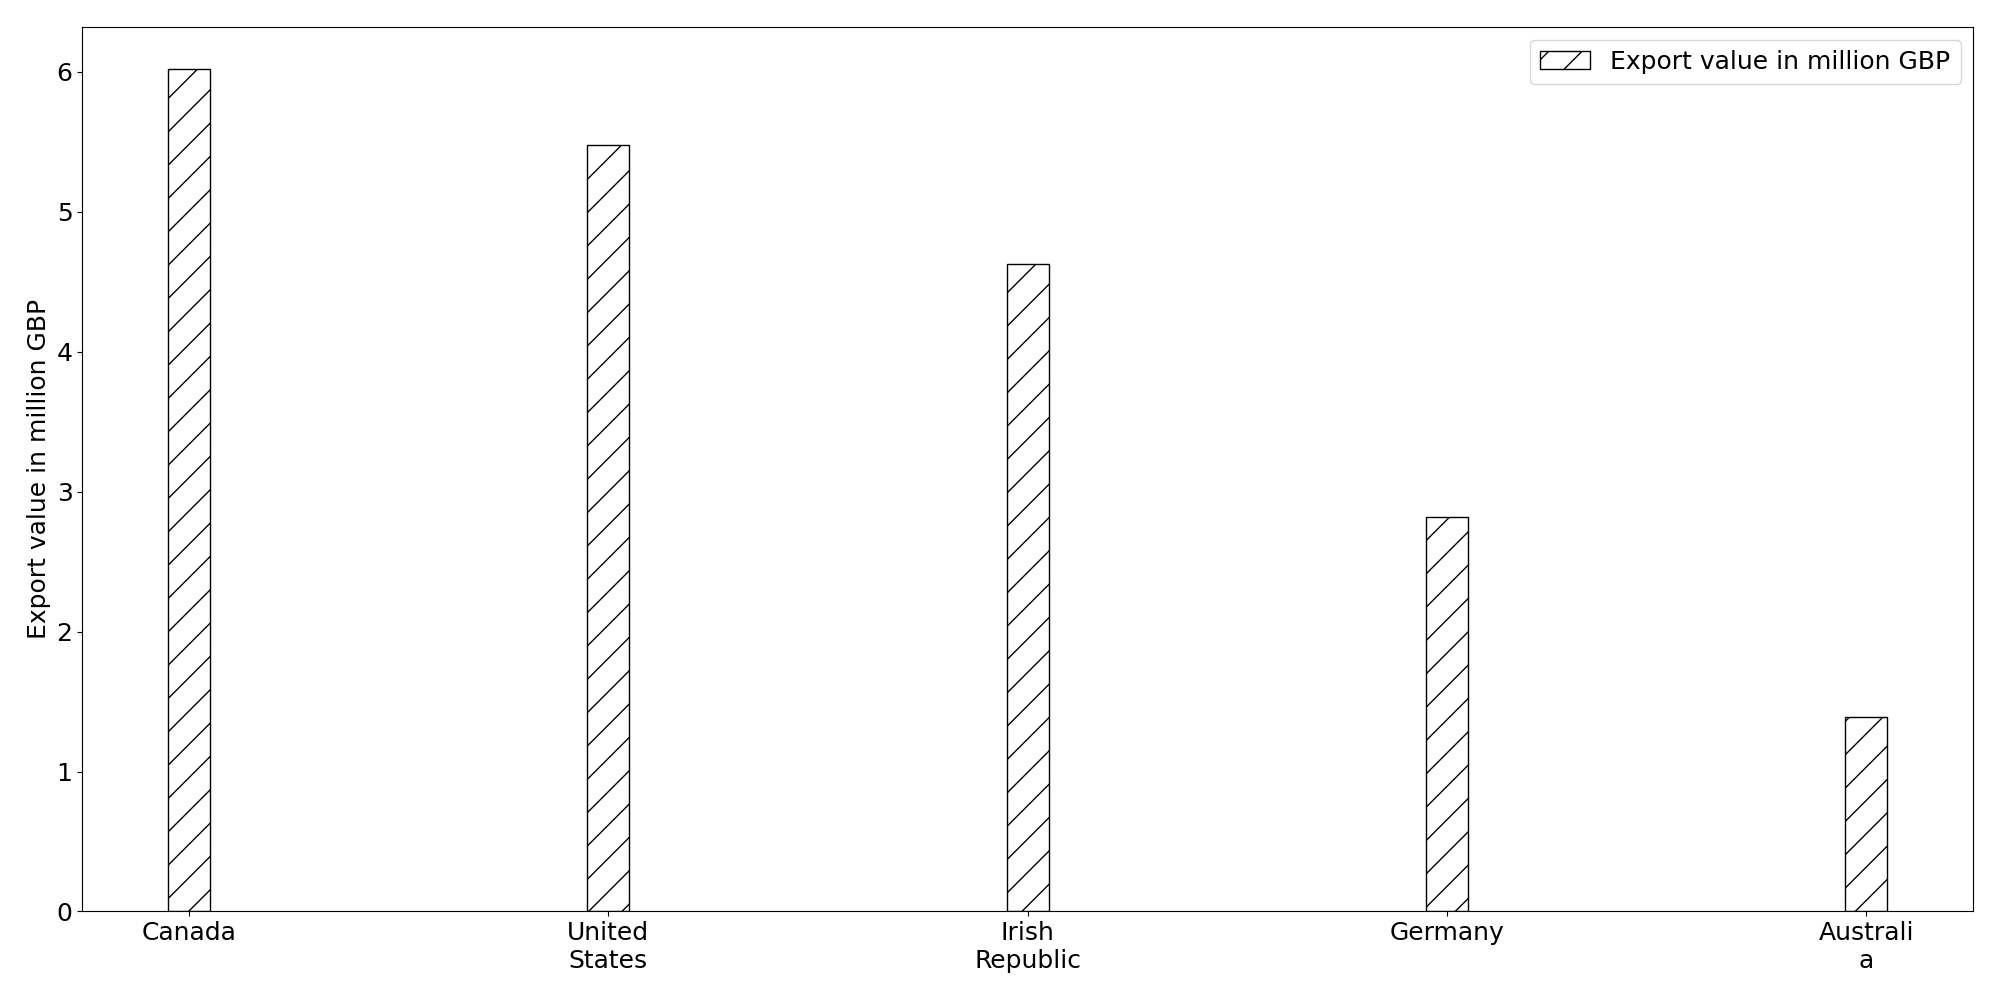 Export value in million GBP
Export value in million GBP
6
5
4
3
2
1
0
Canada
United
States
Irish
Republic
Germany
Australi
a